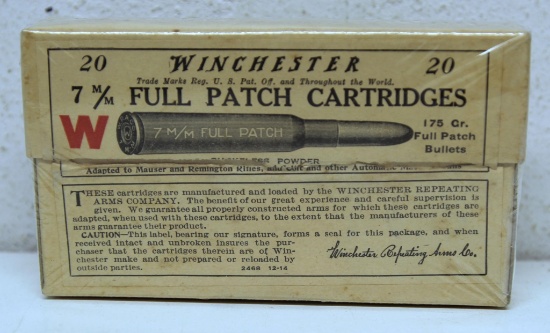 20 WINCHESTER 20
Trade Marks Reg. U. S. Pat. Off. and Throughout the World.
7 M/M FULL PATCH CARTRIDGES
W
7 M/M FULL PATCH
175 Gr.
Full Patch
Bullets
POWDER
Adapted to Mauser and Remington and other Automatic
THESE cartridges are manufactured and loaded by the WINCHESTER REPEATING
ARMS COMPANY. The benefit of our great experience and careful supervision is
given. We guarantee all properly constructed arms for which these cartridges are
adapted, when used with these cartridges, to the extent that the manufacturers of these
arms guarantee their product.
CAUTION—This label, bearing our signature, forms a seal for this package, and when
received intact and unbroken insures the pur-
chaser that the cartridges therein are of Win-
chester make and not prepared or reloaded by
outside parties.
2468 12-14
Winchester Repeating Arms Co.